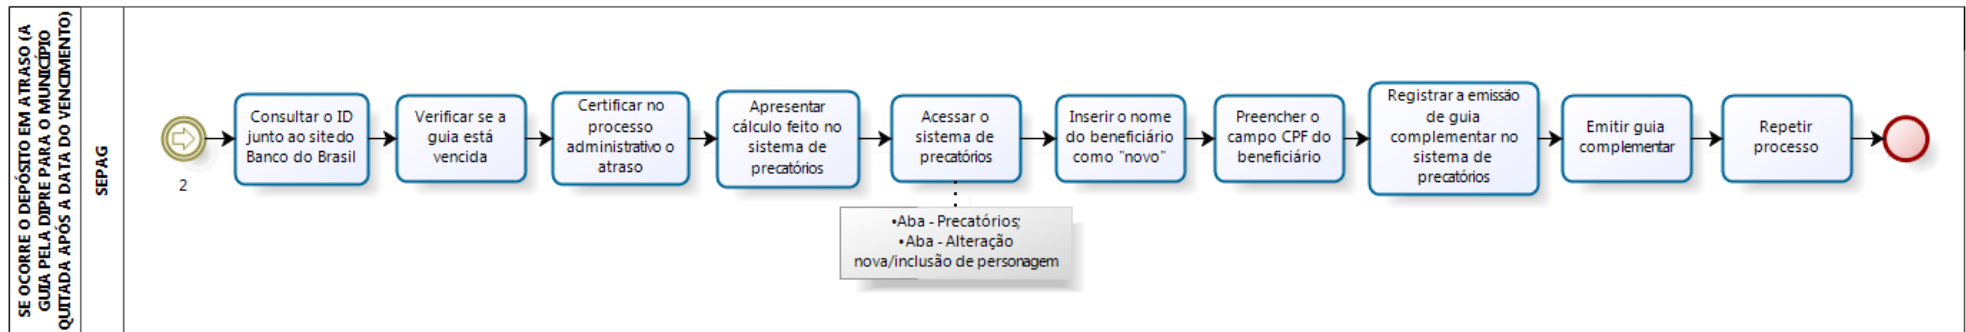 SE OCORRE O DEPÓSITO EM ATRASO (A
GUIA PELA DIPRE PARA O MUNICÍPIO
QUITADA APÓS A DATA DO VENCIMENTO)
SEPAG
2
Consultar o ID
junto ao site do
Banco do Brasil
Verificar se a
guia está
vencida
Certificar no
processo
administrativo o
atraso
Apresentar
cálculo feito no
sistema de
precatórios
Acessar o
sistema de
precatórios
•Aba - Precatórios;
•Aba - Alteração
nova/inclusão de personagem
Inserir o nome
do beneficiário
como "novo"
Preencher o
campo CPF do
beneficiário
Registrar a emissão
de guia
complementar no
sistema de
precatórios
Emitir guia
complementar
Repetir
processo